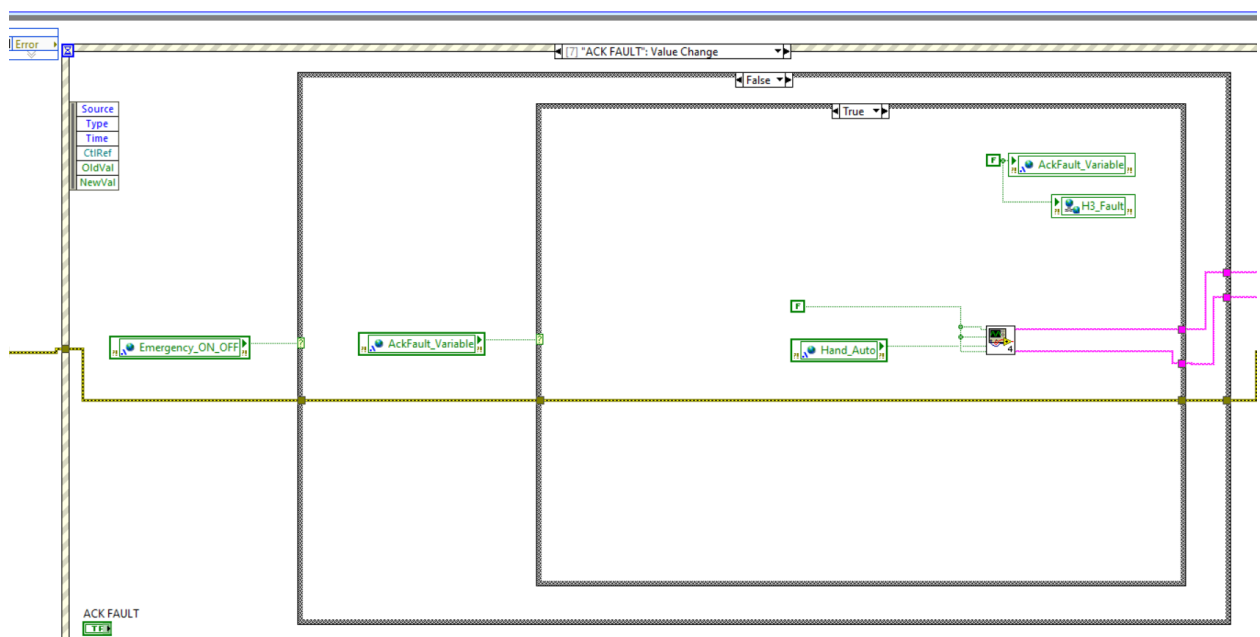 Error
[7] "ACK FAULT": Value Change
False
True
Source
Type
Time
CtlRef
OldVal
NewVal
F
AckFault_Variable
H3_Fault
F
Emergency_ON_OFF
AckFault_Variable
Hand_Auto
4
ACK FAULT
TF